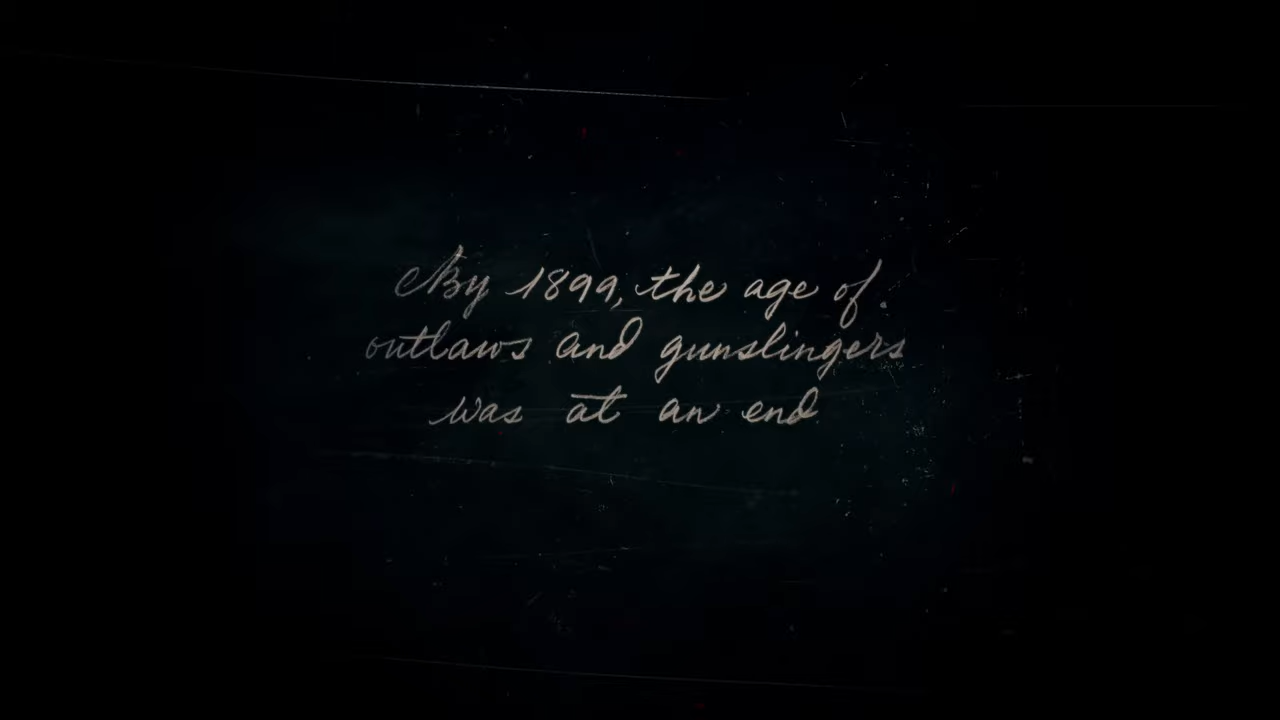 By 1899, the age of
outlaws and gunslingers
was at an end